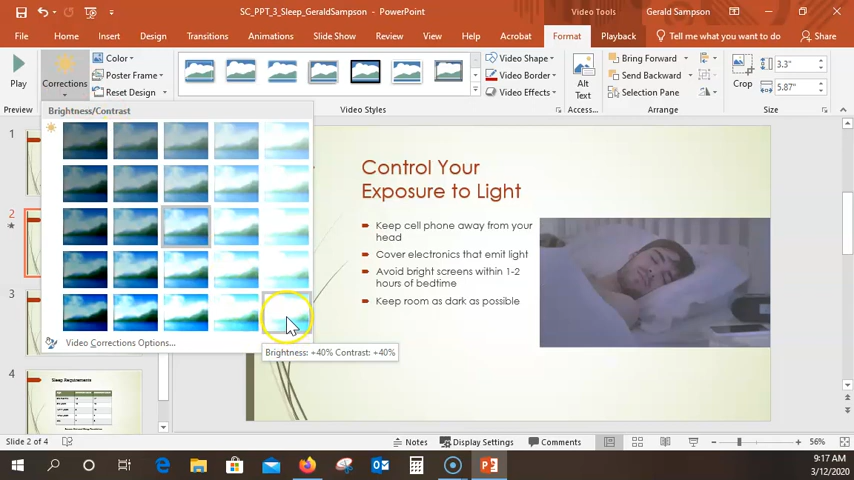 SC_PPT_3_Sleep_GeraldSampson - PowerPoint
Video Tools
Gerald Sampson
File Home Insert Design Transitions Animations Slide Show Review View Help Acrobat Format Playback Tell me what you want to do Share
Play
Corrections
Color
Poster Frame
Reset Design
Video Shape
Video Border
Video Effects
Alt
Text
Bring Forward
Send Backward
Selection Pane
Crop
3.3"
5.87"
Preview
Video Styles
Access...
Arrange
Size
Brightness/Contrast
Video Corrections Options...
Brightness: +40% Contrast: +40%
1
2
3
4
Sleep Requirements
Control Your
Exposure to Light
Keep cell phone away from your
head
Cover electronics that emit light
Avoid bright screens within 1-2
hours of bedtime
Keep room as dark as possible
Slide 2 of 4
Notes
Display Settings
Comments
56%
9:17 AM
3/12/2020